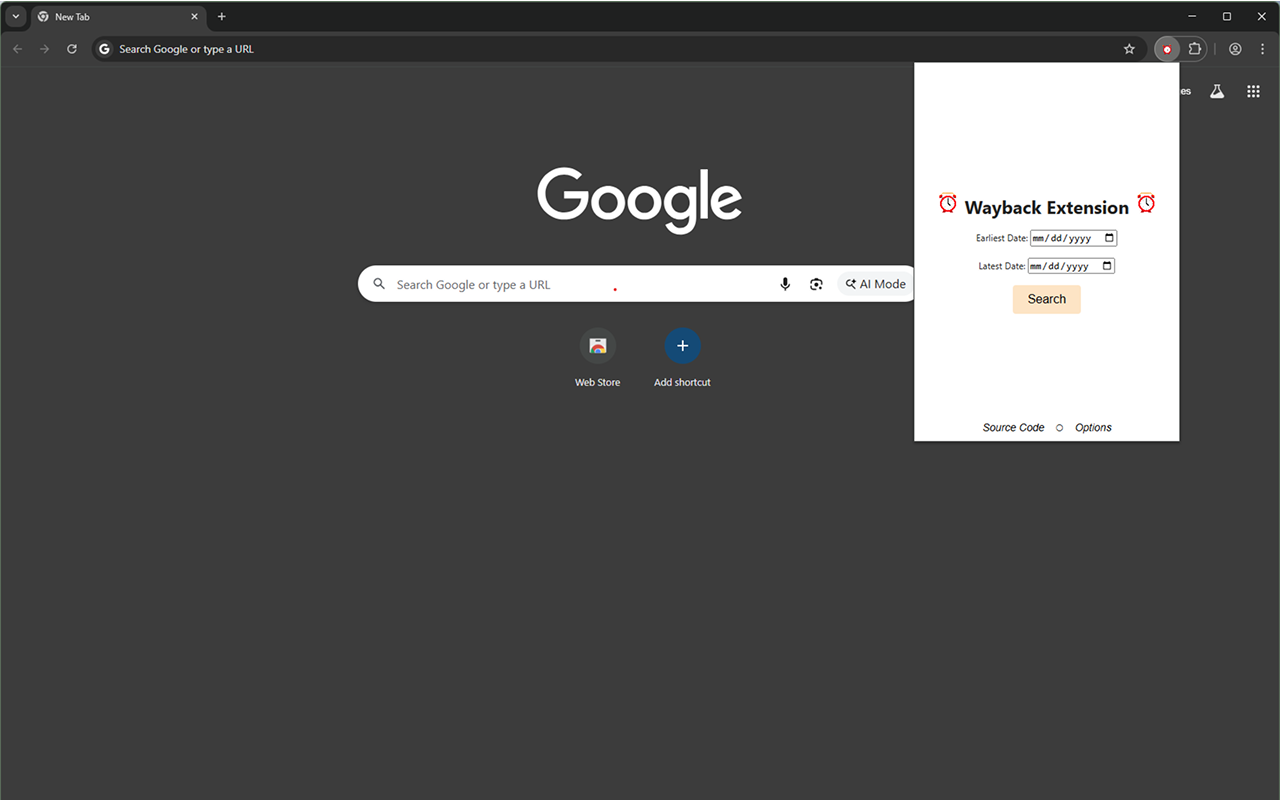 New Tab
Search Google or type a URL
es
Google
Wayback Extension
Earliest Date: mm/dd/yyyy
Latest Date: mm/dd/yyyy
Search Google or type a URL
AI Mode
Search
Web Store
Add shortcut
Source Code
Options